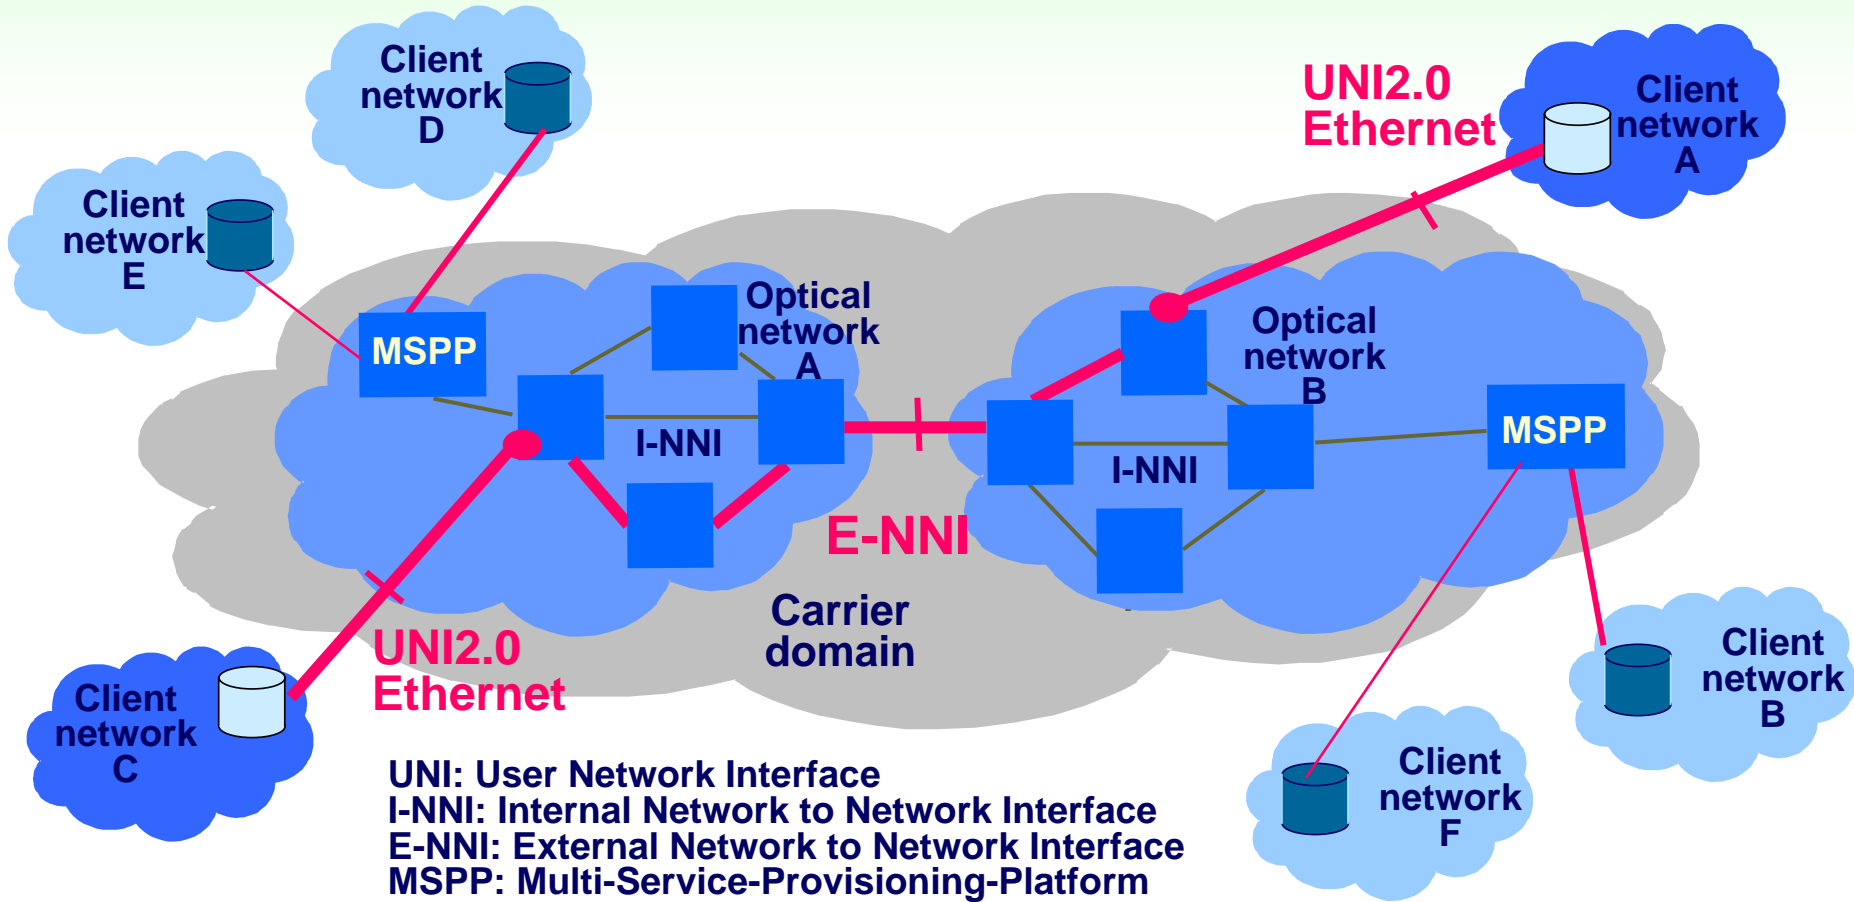 Client
network
D
UNI2.0
Ethernet
Client
network
A
Client
network
E
Optical
network
A
MSPP
I-NNI
Optical
network
B
MSPP
I-NNI
E-NNI
Carrier
domain
UNI2.0
Ethernet
Client
network
C
Client
network
B
Client
network
F
UNI: User Network Interface
I-NNI: Internal Network to Network Interface
E-NNI: External Network to Network Interface
MSPP: Multi-Service-Provisioning-Platform